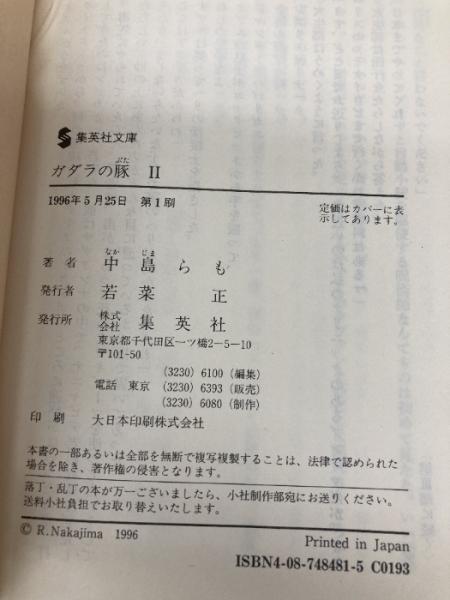 集英社文庫
ガダラの豚 II
ぶた
1996年5月25日 第1刷
定価はカバーに表
示してあります。
なか じま
著者 中島らも
発行者 若菜 正
発行所 株式会社 集英社
東京都千代田区一ツ橋2-5-10
〒101-50
(3230) 6100 (編集)
電話 東京 (3230) 6393 (販売)
(3230) 6080 (制作)
印刷 大日本印刷株式会社
本書の一部あるいは全部を無断で複写複製することは、法律で認められた
場合を除き、著作権の侵害となります。
落丁・乱丁の本が万一ございましたら、小社制作部宛にお送りください。
送料小社負担でお取り替えいたします。
© R.Nakajima 1996
Printed in Japan
ISBN4-08-748481-5 C0193